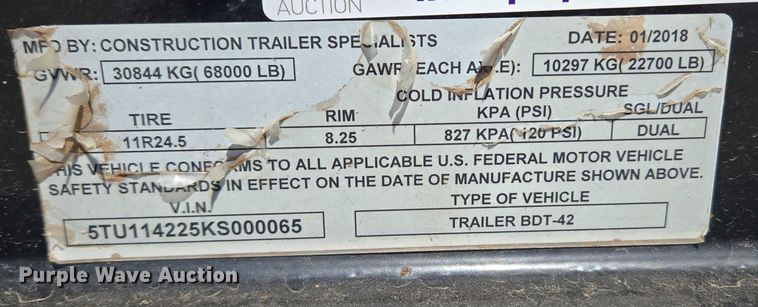 AUCTION
MFD BY: CONSTRUCTION TRAILER SPECIALISTS DATE: 01/2018
GVWR: 30844 KG( 68000 LB) GAWR(EACH AXLE): 10297 KG( 22700 LB)
COLD INFLATION PRESSURE
TIRE RIM KPA (PSI) SGL/DUAL
11R24.5 8.25 827 KPA( 120 PSI) DUAL
THIS VEHICLE CONFORMS TO ALL APPLICABLE U.S. FEDERAL MOTOR VEHICLE
SAFETY STANDARDS IN EFFECT ON THE DATE OF MANUFACTURE SHOWN ABOVE.
V.I.N. TYPE OF VEHICLE
5TU114225KS000065 TRAILER BDT-42
Purple Wave Auction